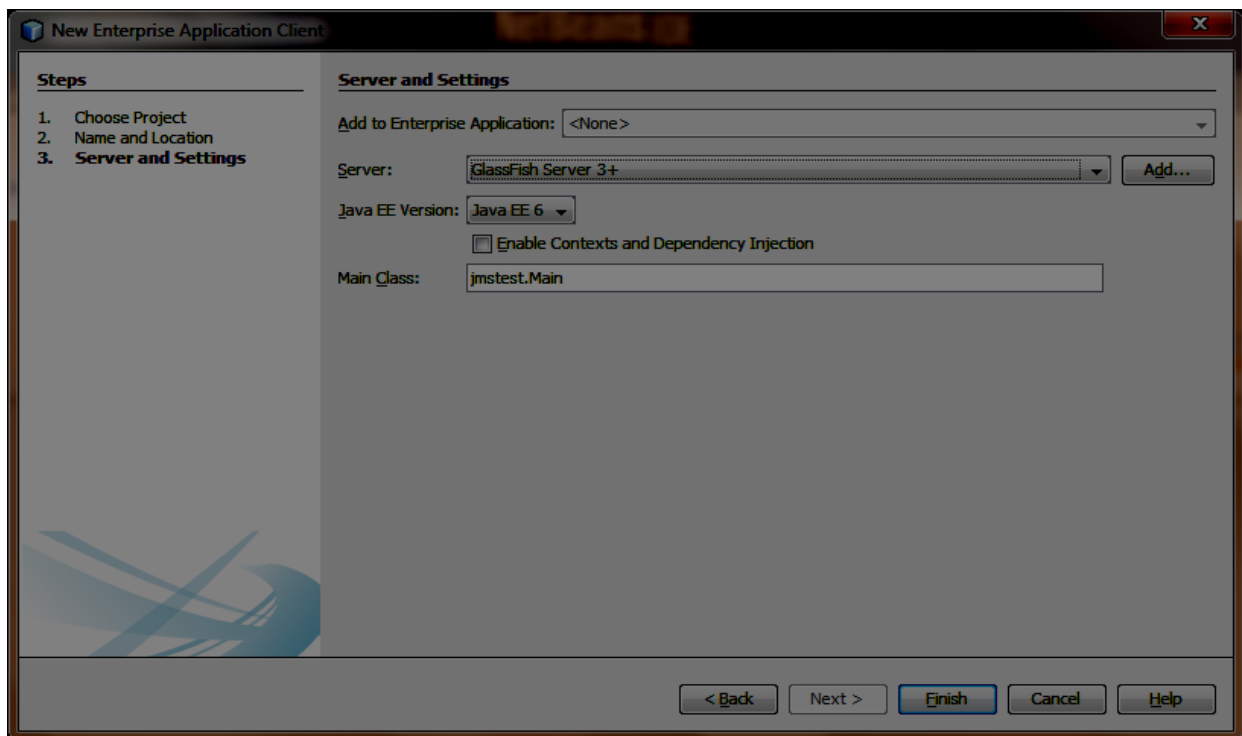 New Enterprise Application Client
Steps
1. Choose Project
2. Name and Location
3. Server and Settings
Server and Settings
Add to Enterprise Application: <None>
Server: GlassFish Server 3+ Add...
Java EE Version: Java EE 6
Enable Contexts and Dependency Injection
Main Class: jmstest.Main
< Back Next > Finish Cancel Help